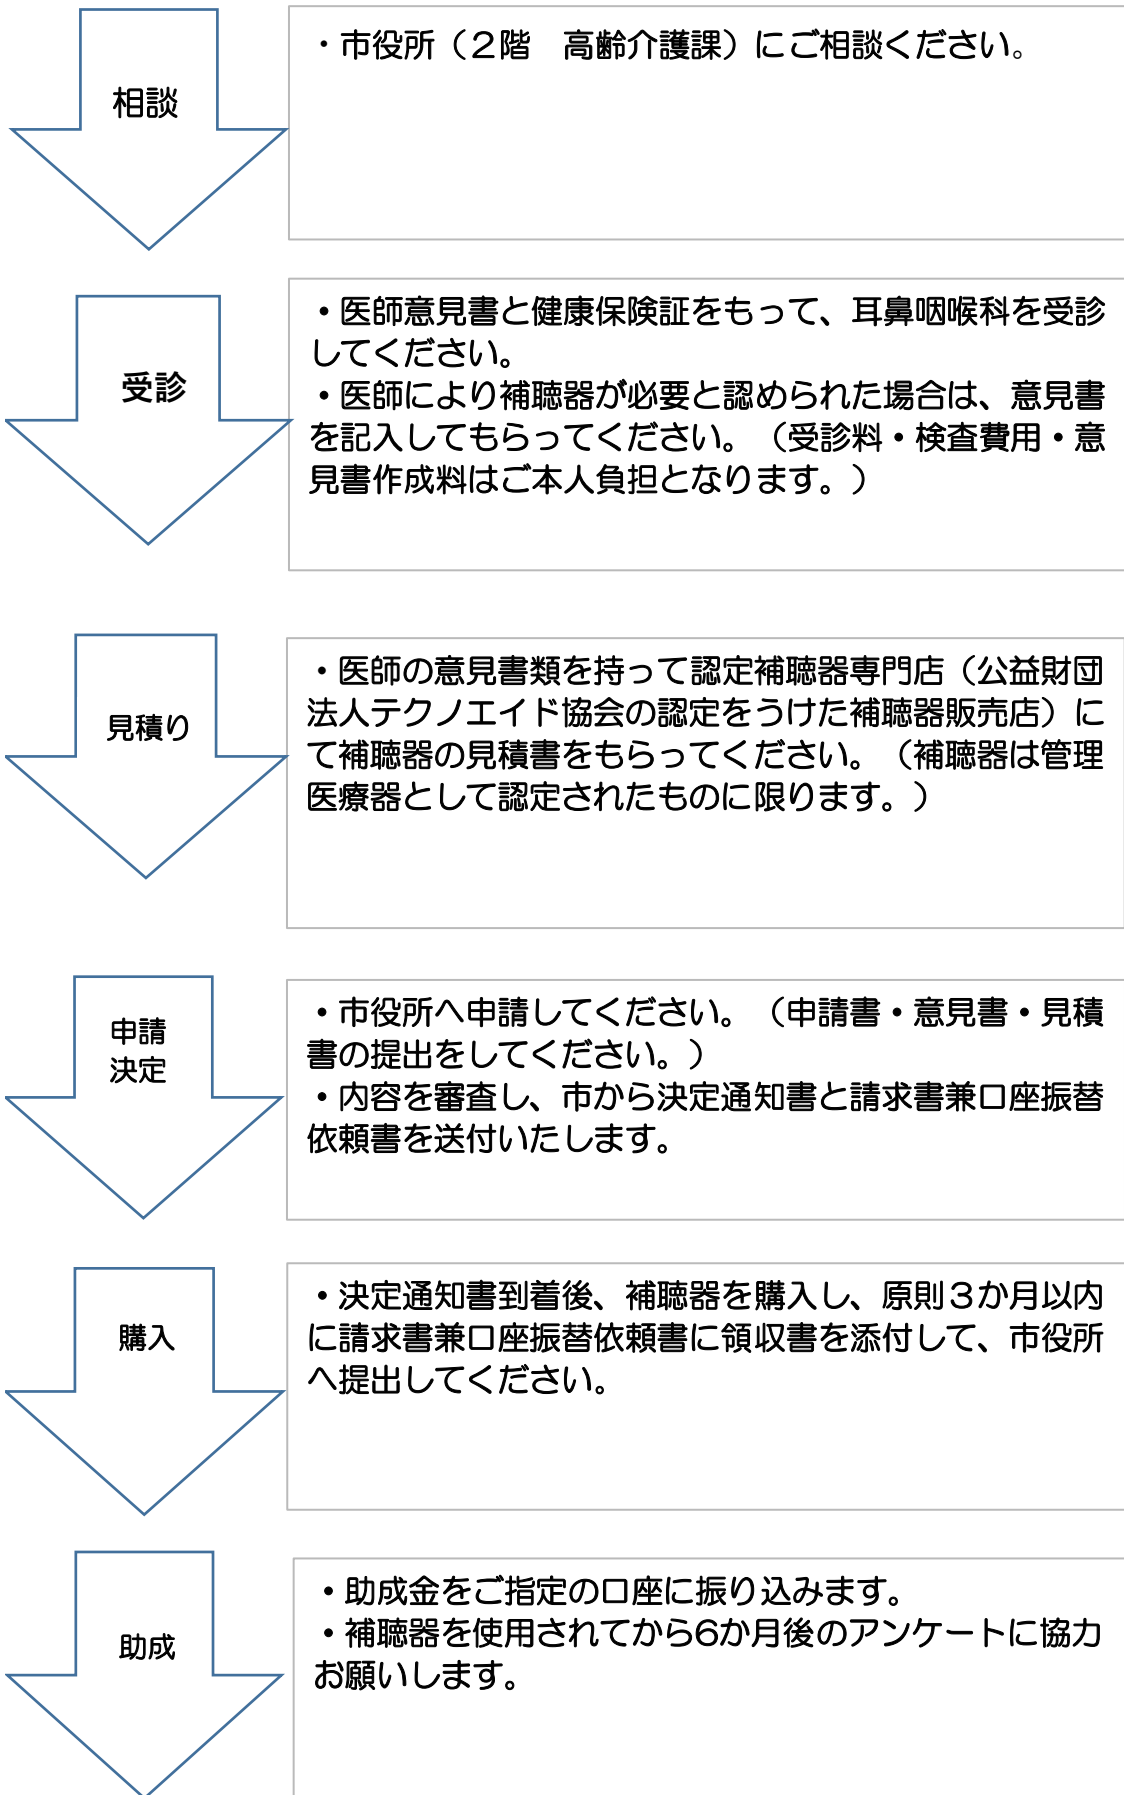 相談
・市役所（２階　高齢介護課）にご相談ください。
受診
・医師意見書と健康保険証をもって、耳鼻咽喉科を受診
してください。
・医師により補聴器が必要と認められた場合は、意見書
を記入してもらってください。（受診料・検査費用・意
見書作成料はご本人負担となります。）
見積り
・医師の意見書類を持って認定補聴器専門店（公益財団
法人テクノエイド協会の認定をうけた補聴器販売店）に
て補聴器の見積書をもらってください。（補聴器は管理
医療器として認定されたものに限ります。）
申請
決定
・市役所へ申請してください。（申請書・意見書・見積
書の提出をしてください。）
・内容を審査し、市から決定通知書と請求書兼口座振替
依頼書を送付いたします。
購入
・決定通知書到着後、補聴器を購入し、原則３か月以内
に請求書兼口座振替依頼書に領収書を添付して、市役所
へ提出してください。
助成
・助成金をご指定の口座に振り込みます。
・補聴器を使用されてから6か月後のアンケートに協力
お願いします。